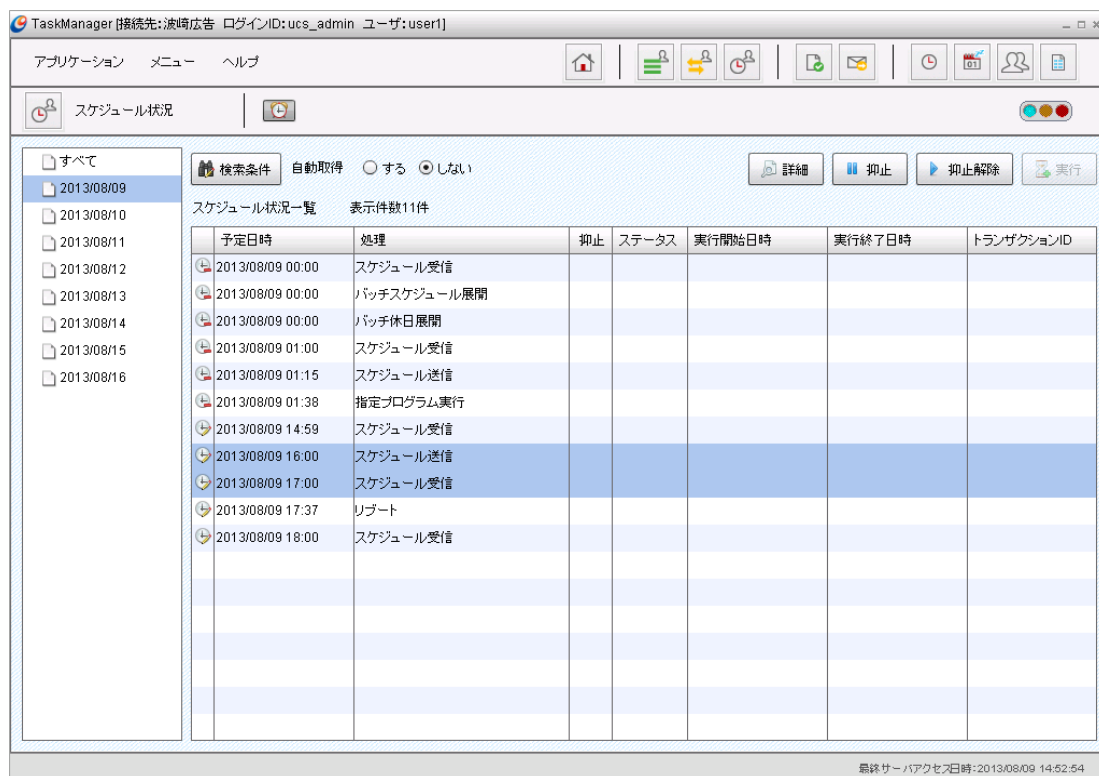 TaskManager [接続先:波崎広告 ログインID:ucs_admin ユーザ:user1]
アプリケーション メニュー ヘルプ
01
スケジュール状況
すべて
2013/08/09
2013/08/10
2013/08/11
2013/08/12
2013/08/13
2013/08/14
2013/08/15
2013/08/16
検索条件 自動取得 する しない 詳細 抑止 抑止解除 実行
スケジュール状況一覧 表示件数11件
予定日時 処理 抑止 ステータス 実行開始日時 実行終了日時 トランザクションID
2013/08/09 00:00 スケジュール受信
2013/08/09 00:00 バッチスケジュール展開
2013/08/09 00:00 バッチ休日展開
2013/08/09 01:00 スケジュール受信
2013/08/09 01:15 スケジュール送信
2013/08/09 01:38 指定プログラム実行
2013/08/09 14:59 スケジュール受信
2013/08/09 16:00 スケジュール送信
2013/08/09 17:00 スケジュール受信
2013/08/09 17:37 リブート
2013/08/09 18:00 スケジュール受信
最終サーバアクセス日時:2013/08/09 14:52:54